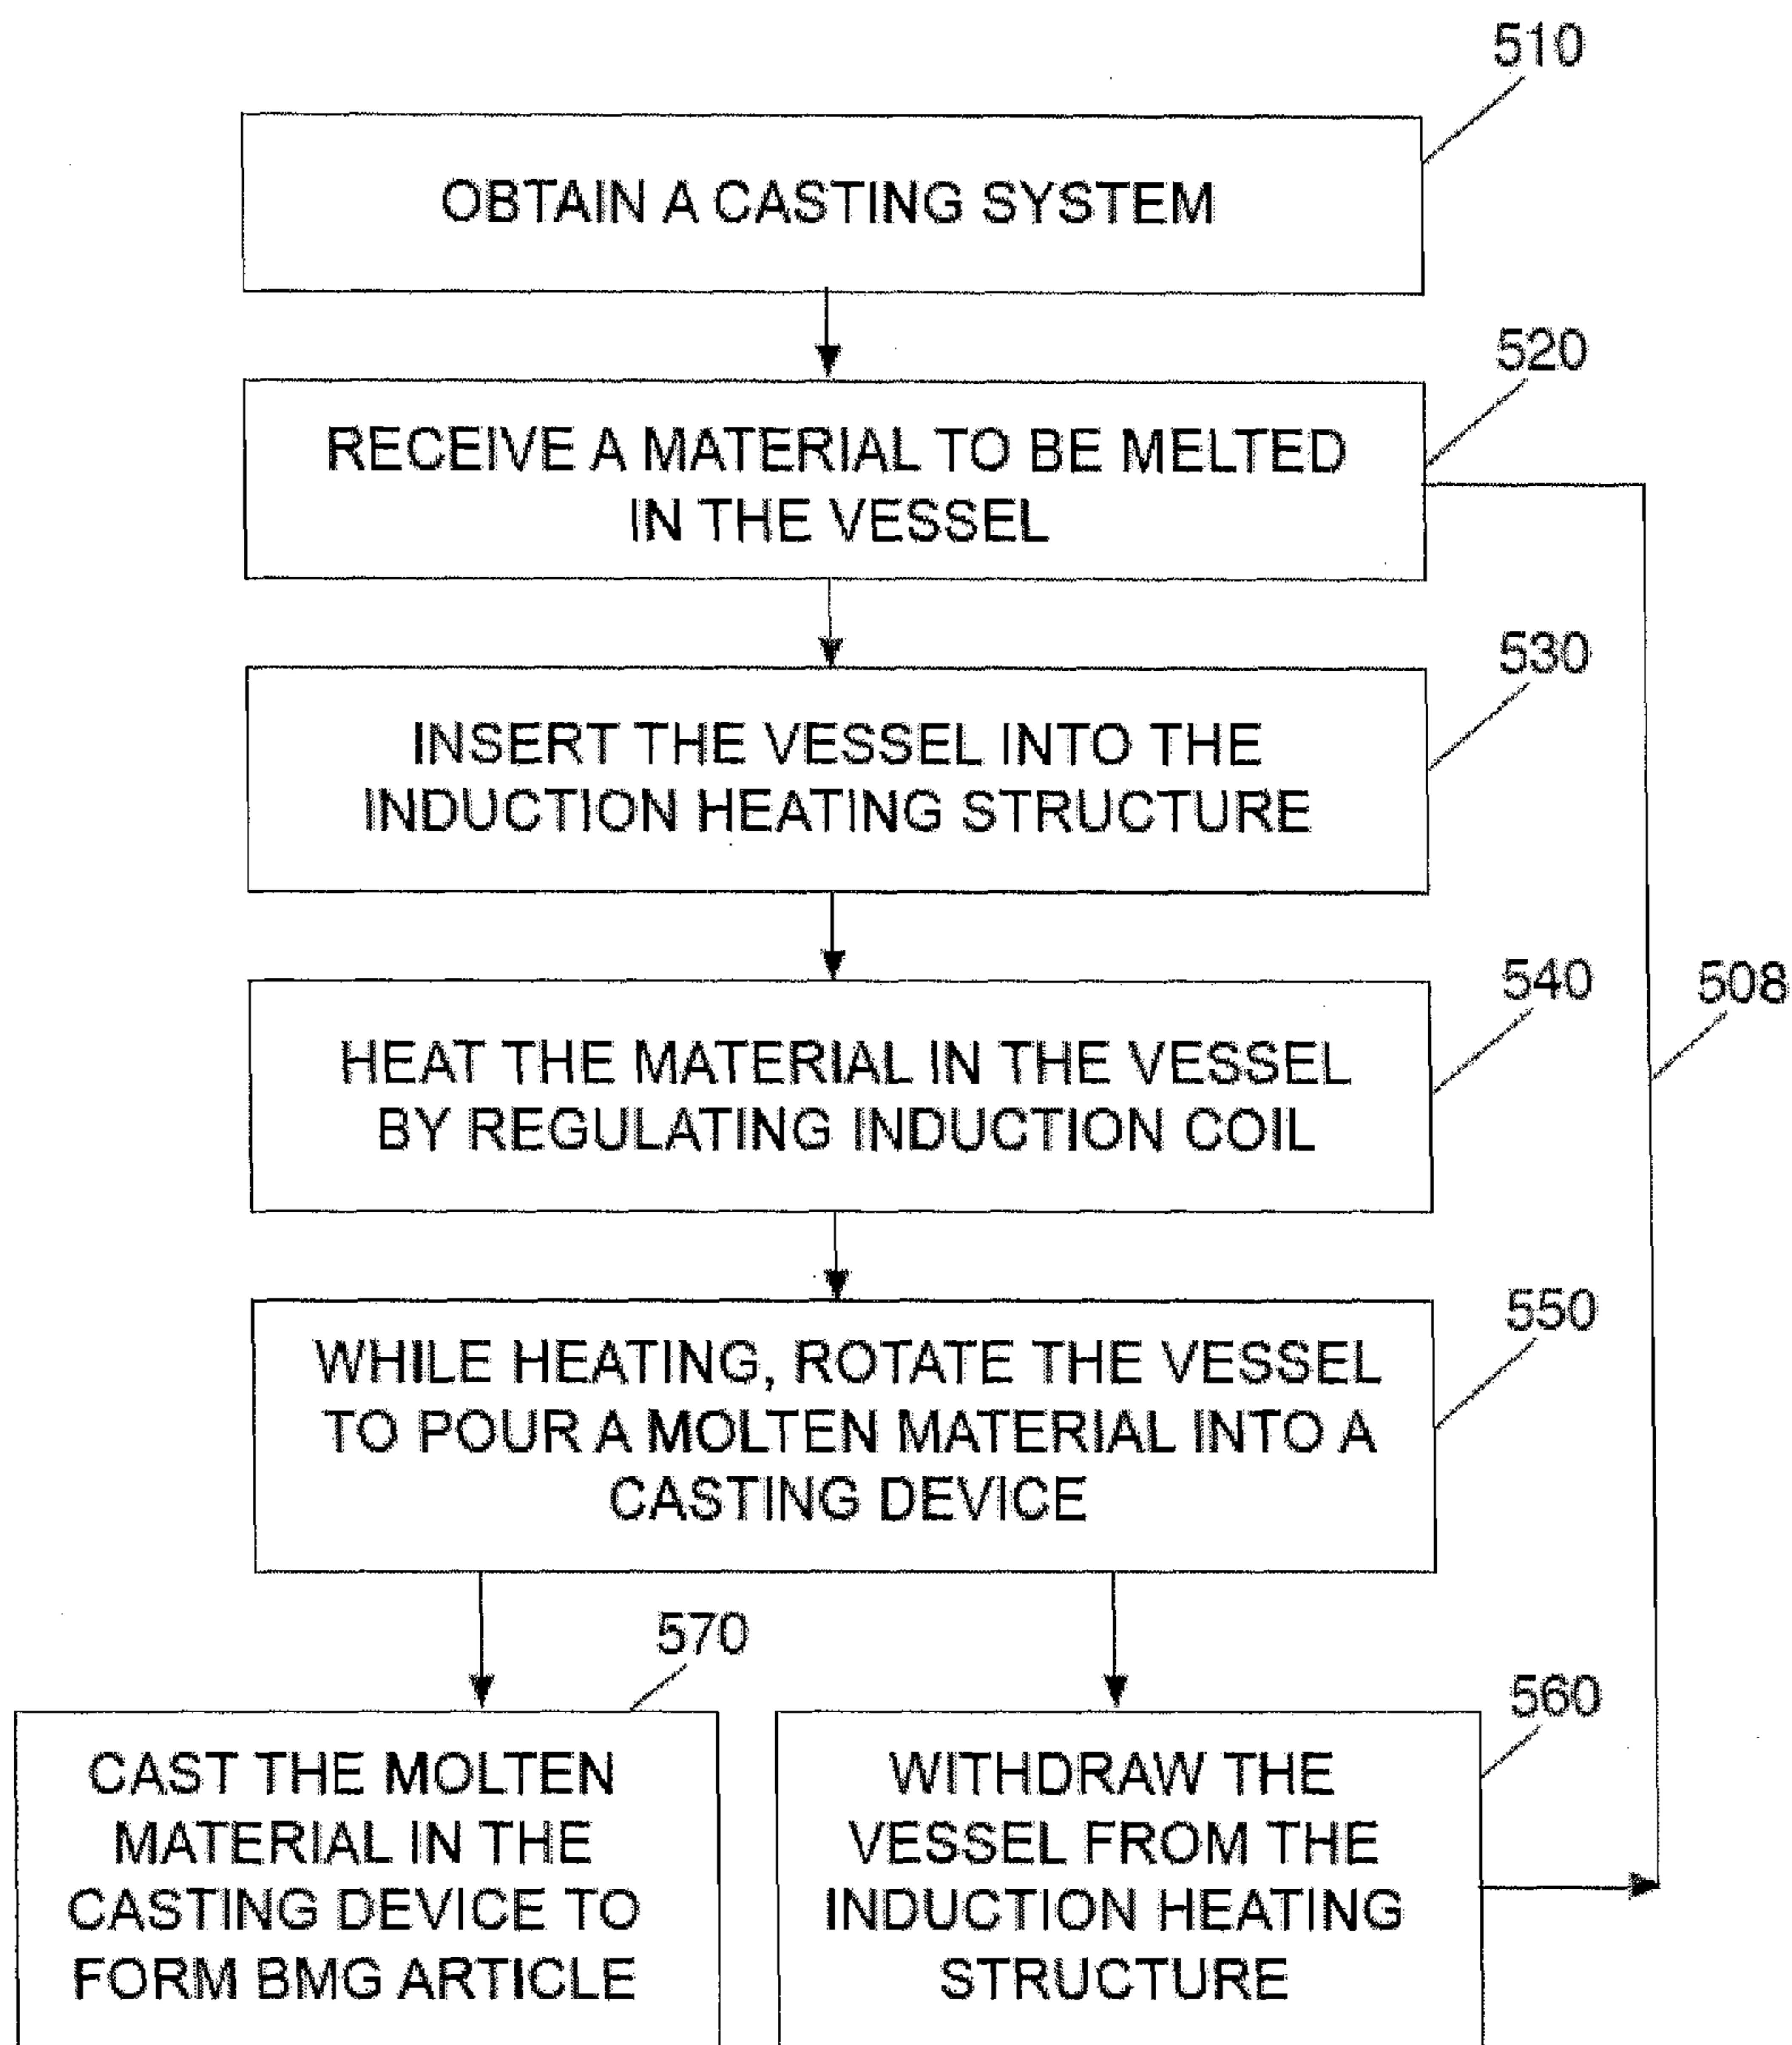 510
OBTAIN A CASTING SYSTEM
520
RECEIVE A MATERIAL TO BE MELTED
IN THE VESSEL
530
INSERT THE VESSEL INTO THE
INDUCTION HEATING STRUCTURE
540
508
HEAT THE MATERIAL IN THE VESSEL
BY REGULATING INDUCTION COIL
550
WHILE HEATING, ROTATE THE VESSEL
TO POUR A MOLTEN MATERIAL INTO A
CASTING DEVICE
570
CAST THE MOLTEN
MATERIAL IN THE
CASTING DEVICE TO
FORM BMG ARTICLE
560
WITHDRAW THE
VESSEL FROM THE
INDUCTION HEATING
STRUCTURE